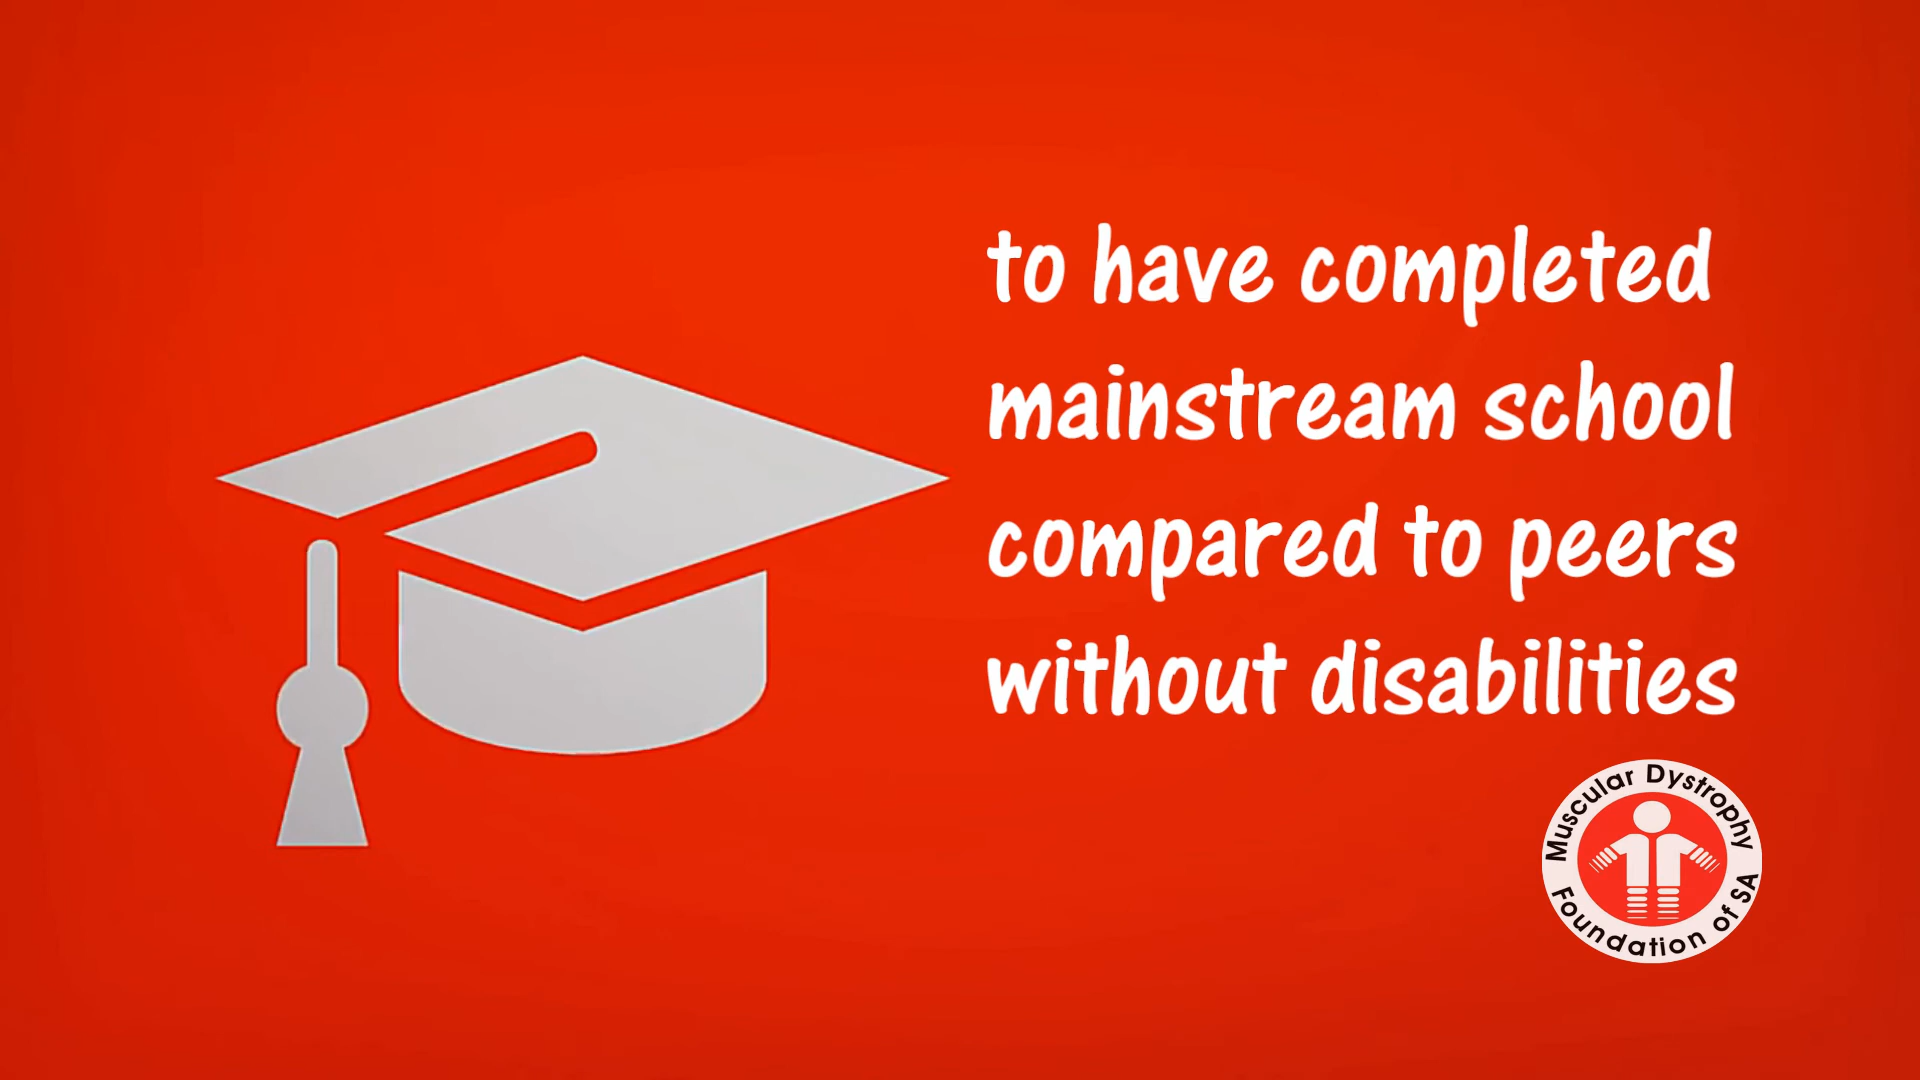 to have completed
mainstream school
compared to peers
without disabilities
Muscular Dystrophy
Foundation of SA